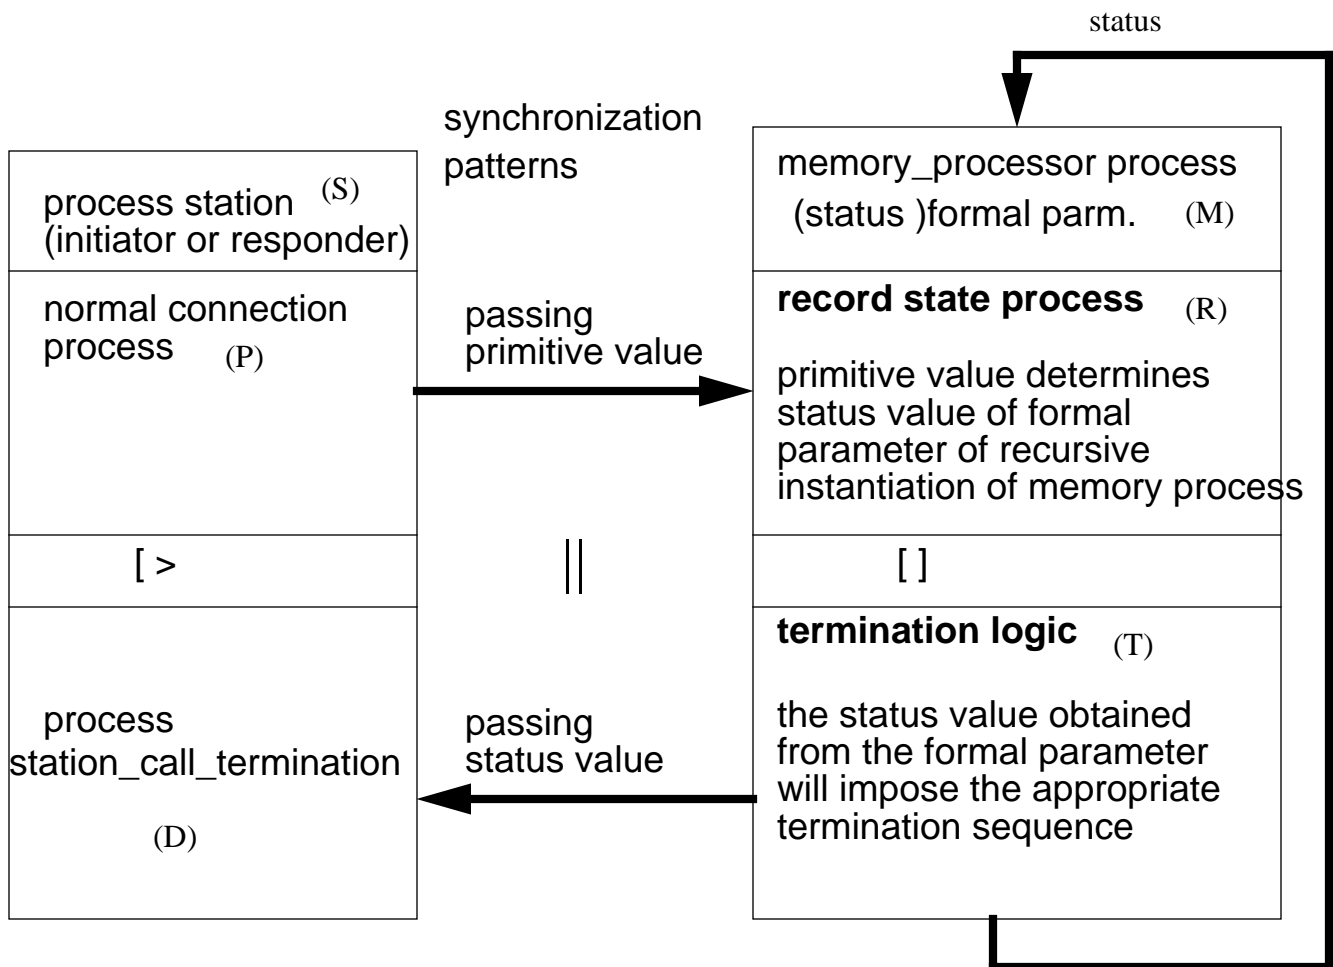 status
synchronization
patterns
process station (S)
(initiator or responder)
normal connection
process (P)
[ >
process
station_call_termination
(D)
passing
primitive value
||
passing
status value
memory_processor process
(status )formal parm. (M)
record state process (R)
primitive value determines
status value of formal
parameter of recursive
instantiation of memory process
[ ]
termination logic (T)
the status value obtained
from the formal parameter
will impose the appropriate
termination sequence